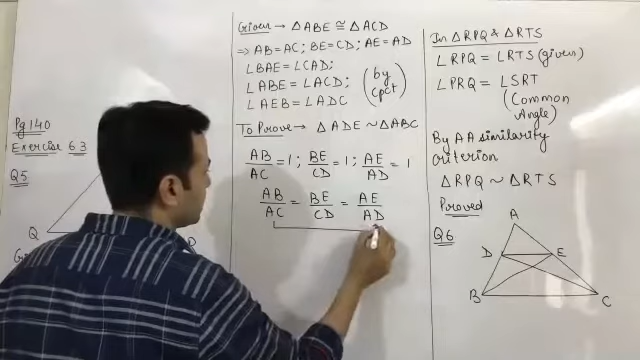 Pg 140
Exercise 6.3
Q5
Q
Given → △ABE ≅ △ACD
⇒ AB = AC; BE = CD; AE = AD
∠BAE = ∠CAD;
∠ABE = ∠ACD;
∠AEB = ∠ADC
(by cpct)
To Prove → △ADE ~ △ABC
AB/AC = 1; BE/CD = 1; AE/AD = 1
AB/AC = BE/CD = AE/AD
In △RPQ & △RTS
∠RPQ = ∠RTS (given)
∠PRQ = ∠SRT
(Common
Angle)
By AA similarity
criterion
△RPQ ~ △RTS
Proved
Q6
A
D E
B C